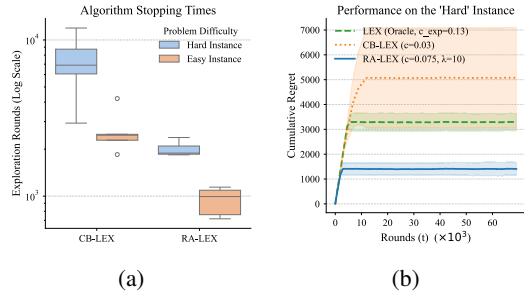 Algorithm Stopping Times
Exploration Rounds (Log Scale)
10^4
10^3
Problem Difficulty
Hard Instance
Easy Instance
CB-LEX
RA-LEX
(a)
Performance on the 'Hard' Instance
Cumulative Regret
7000
6000
5000
4000
3000
2000
1000
0
LEX (Oracle, c_exp=0.13)
CB-LEX (c=0.03)
RA-LEX (c=0.075, λ=10)
0 10 20 30 40 50 60
Rounds (t) (×10^3)
(b)